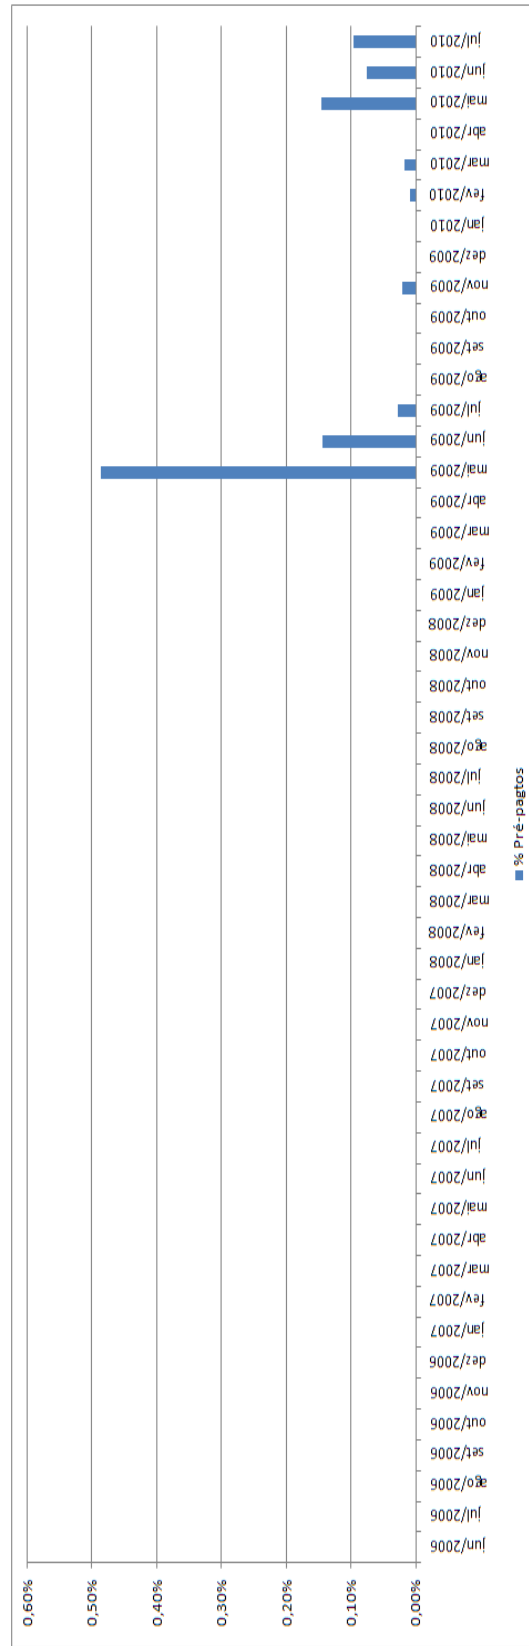 0,60%
0,50%
0,40%
0,30%
0,20%
0,10%
0,00%
jun/2006
jul/2006
ago/2006
set/2006
out/2006
nov/2006
dez/2006
jan/2007
fev/2007
mar/2007
abr/2007
mai/2007
jun/2007
jul/2007
ago/2007
set/2007
out/2007
nov/2007
dez/2007
jan/2008
fev/2008
mar/2008
abr/2008
mai/2008
jun/2008
jul/2008
ago/2008
set/2008
out/2008
nov/2008
dez/2008
jan/2009
fev/2009
mar/2009
abr/2009
mai/2009
jun/2009
jul/2009
ago/2009
set/2009
out/2009
nov/2009
dez/2009
jan/2010
fev/2010
mar/2010
abr/2010
mai/2010
jun/2010
jul/2010
% Pré-pagtos